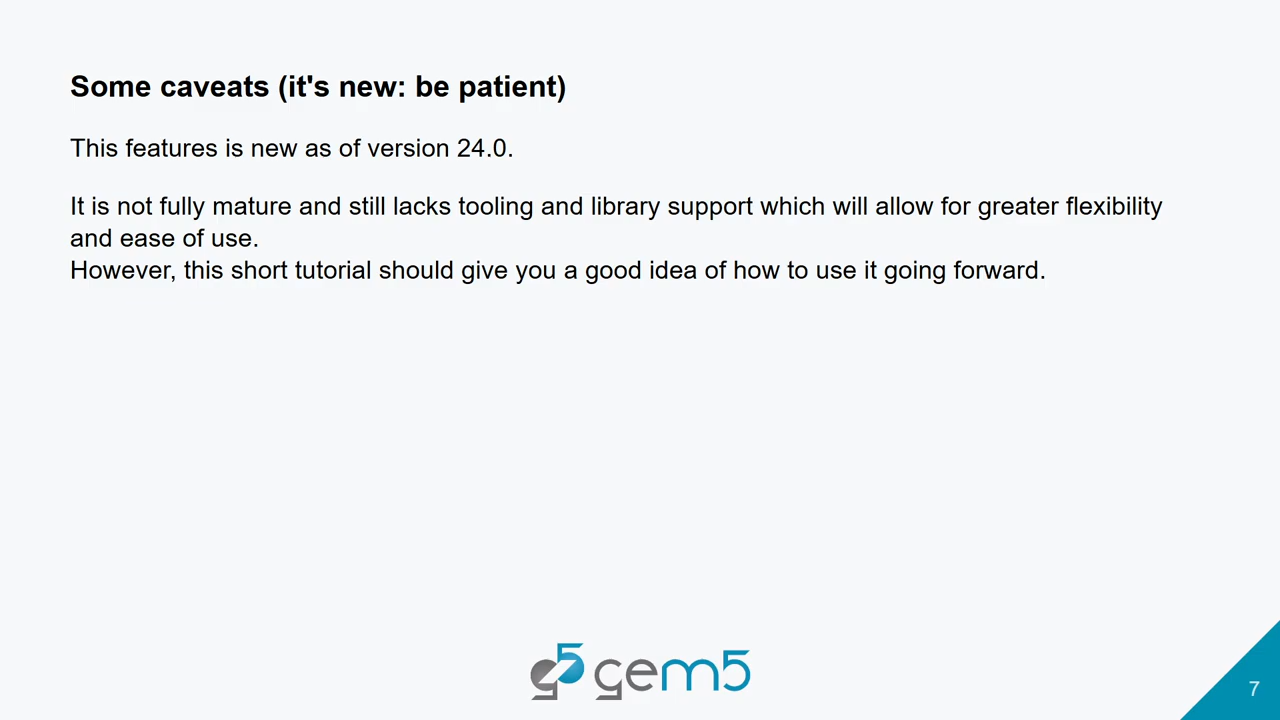 Some caveats (it's new: be patient)
This features is new as of version 24.0.
It is not fully mature and still lacks tooling and library support which will allow for greater flexibility
and ease of use.
However, this short tutorial should give you a good idea of how to use it going forward.
g5 gem5
7